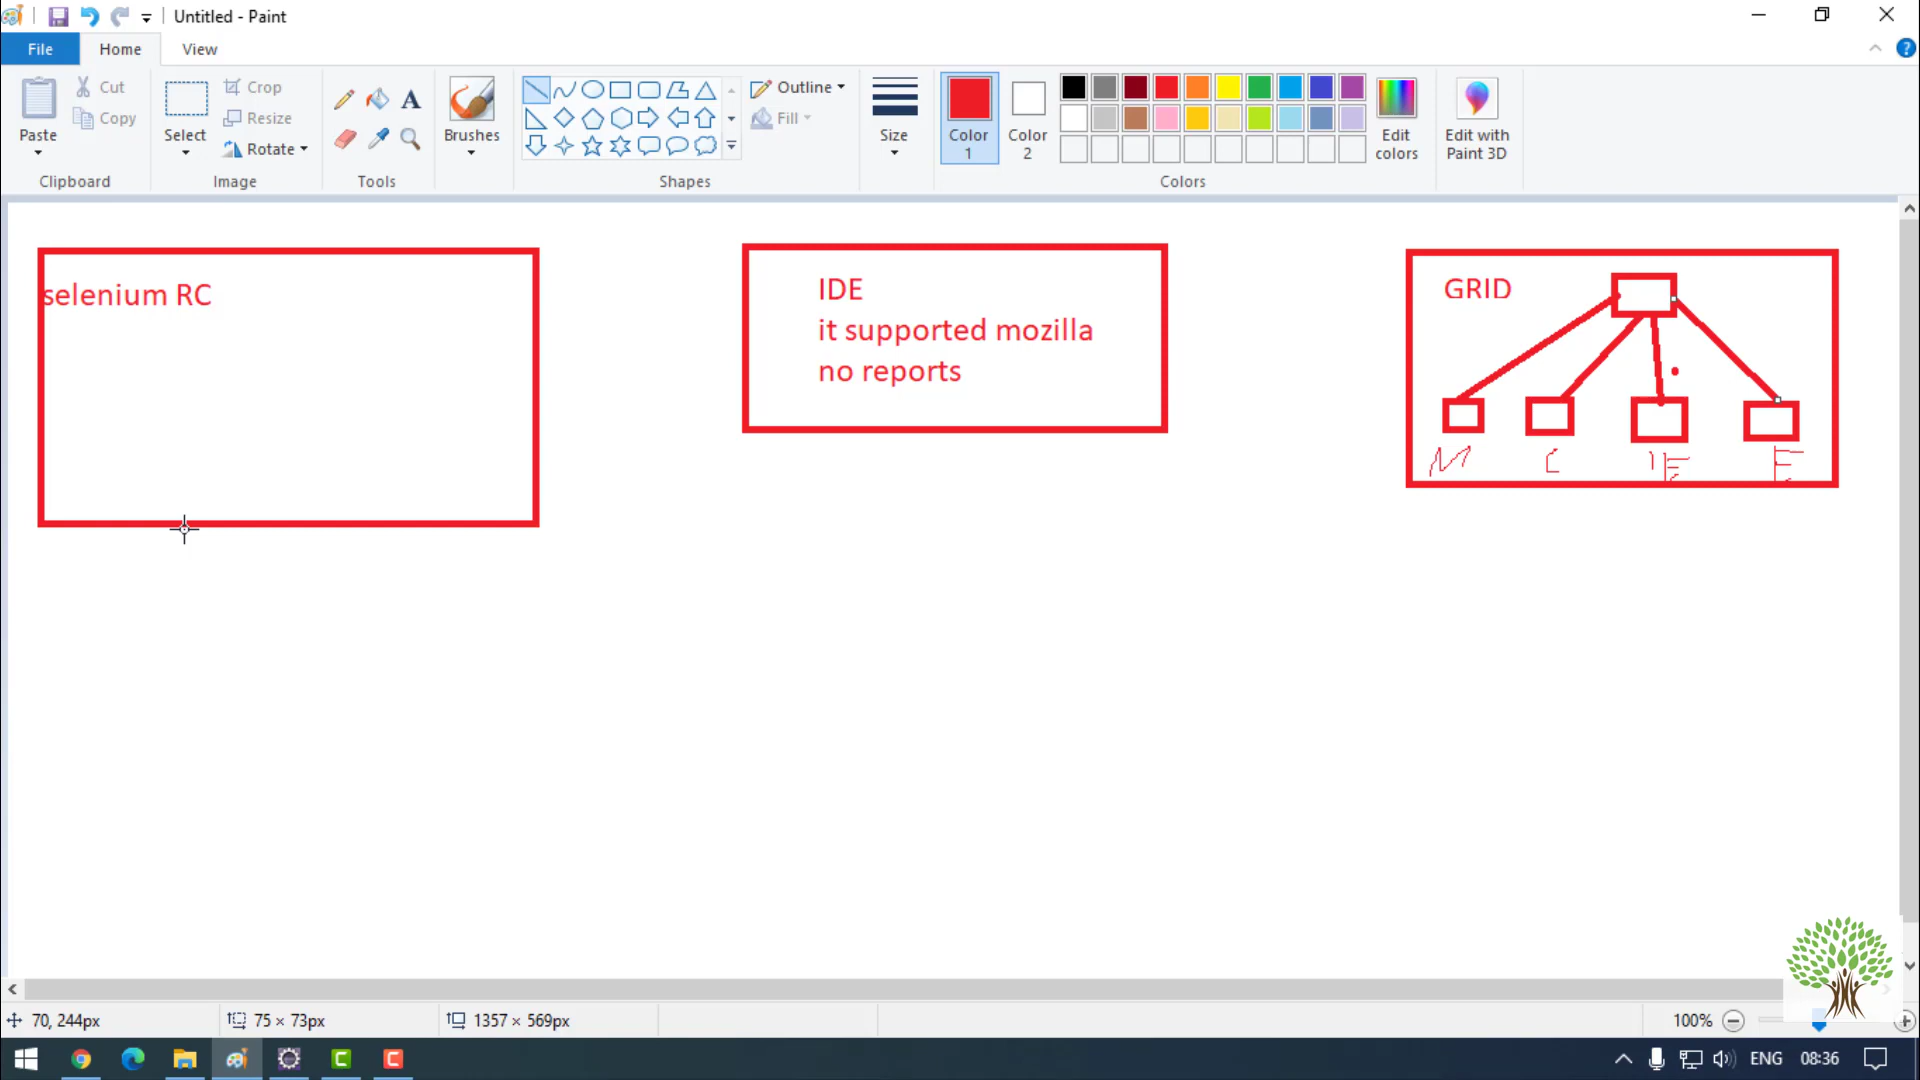 Untitled - Paint
File Home View
Paste
Cut
Copy
Clipboard
Select
Crop
Resize
Rotate
Image
Tools
Brushes
Shapes
Outline
Fill
Size
Color 1
Color 2
Colors
Edit colors
Edit with Paint 3D
selenium RC
IDE
it supported mozilla
no reports
GRID
M C IE E
70, 244px
75 × 73px
1357 × 569px
100%
ENG
08:36